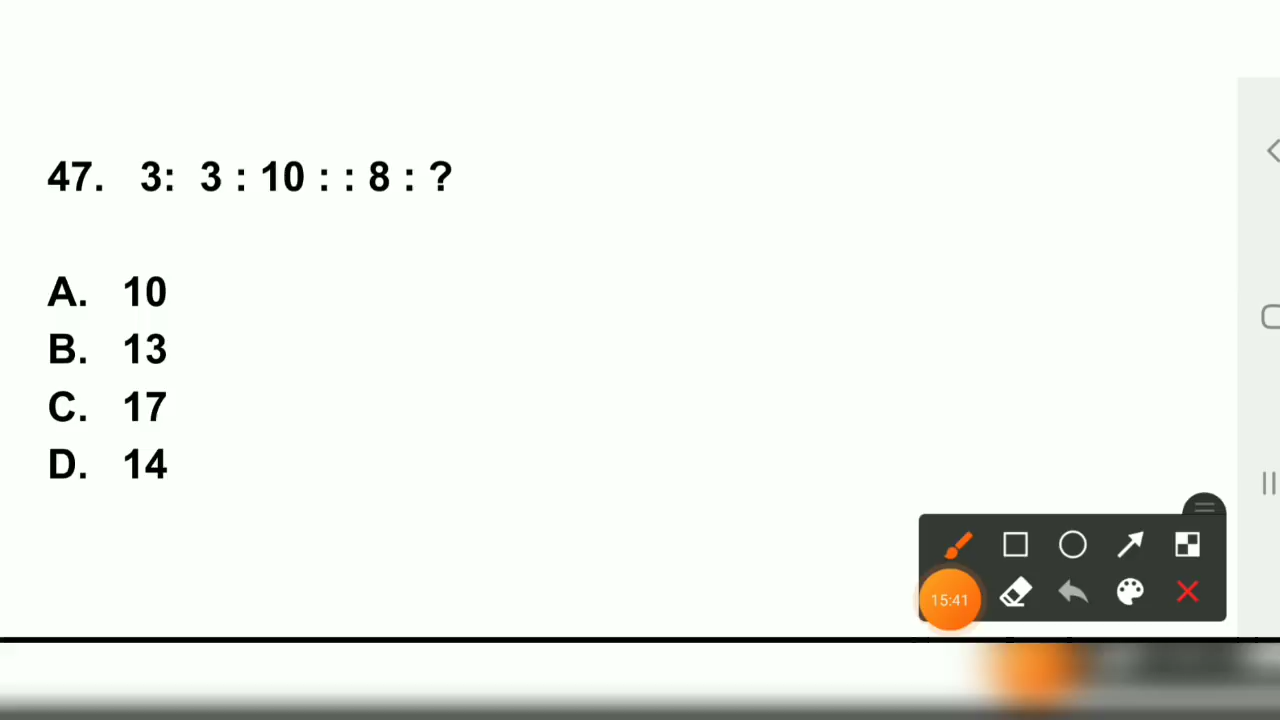 47. 3: 3 : 10 : : 8 : ?
A. 10
B. 13
C. 17
D. 14
15:41